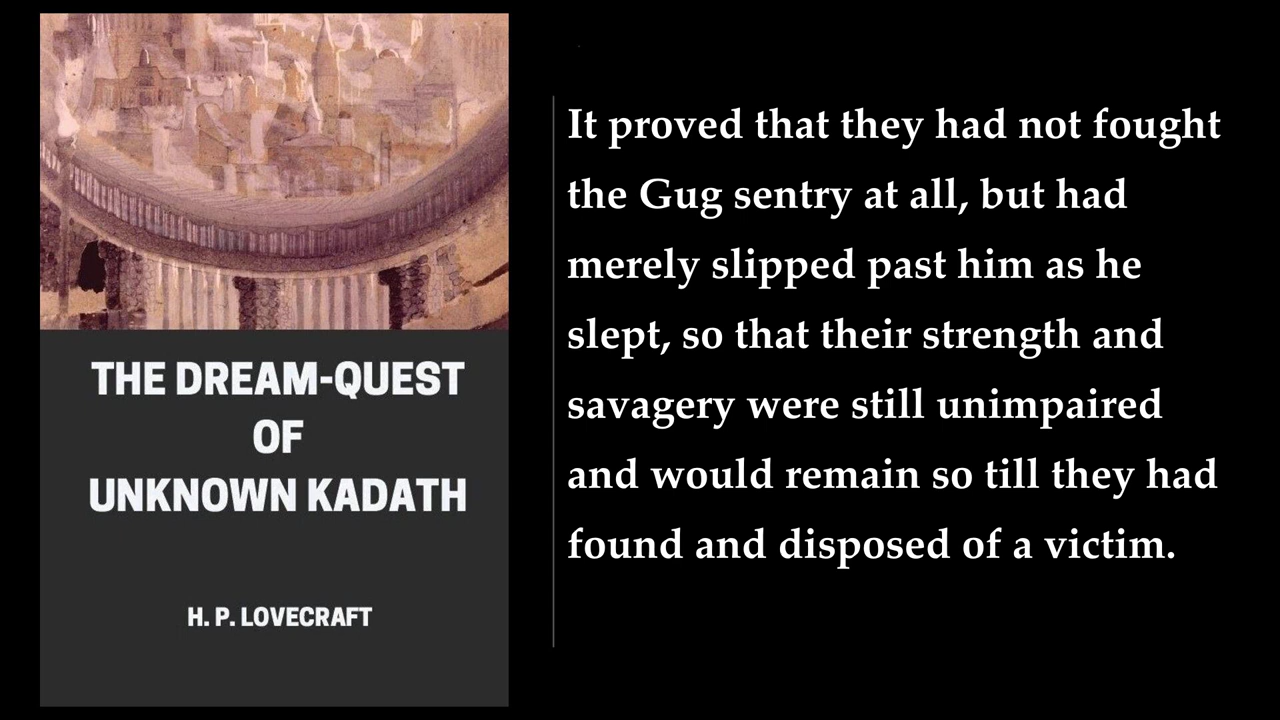 THE DREAM-QUEST
OF
UNKNOWN KADATH
H. P. LOVECRAFT
It proved that they had not fought
the Gug sentry at all, but had
merely slipped past him as he
slept, so that their strength and
savagery were still unimpaired
and would remain so till they had
found and disposed of a victim.